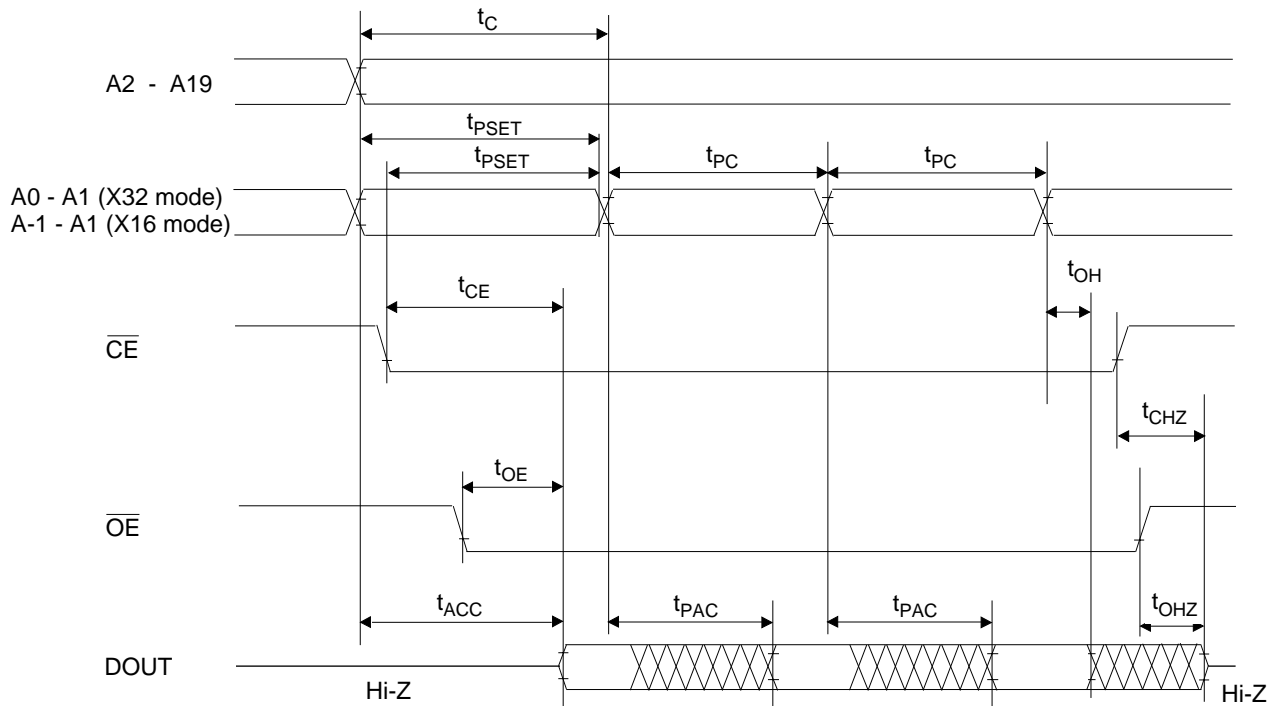 tC
A2 - A19
tPSET
tPSET
tPC
tPC
A0 - A1 (X32 mode)
A-1 - A1 (X16 mode)
tOH
tCE
CE
tCHZ
tOE
OE
tACC
tPAC
tPAC
tOHZ
DOUT
Hi-Z
Hi-Z